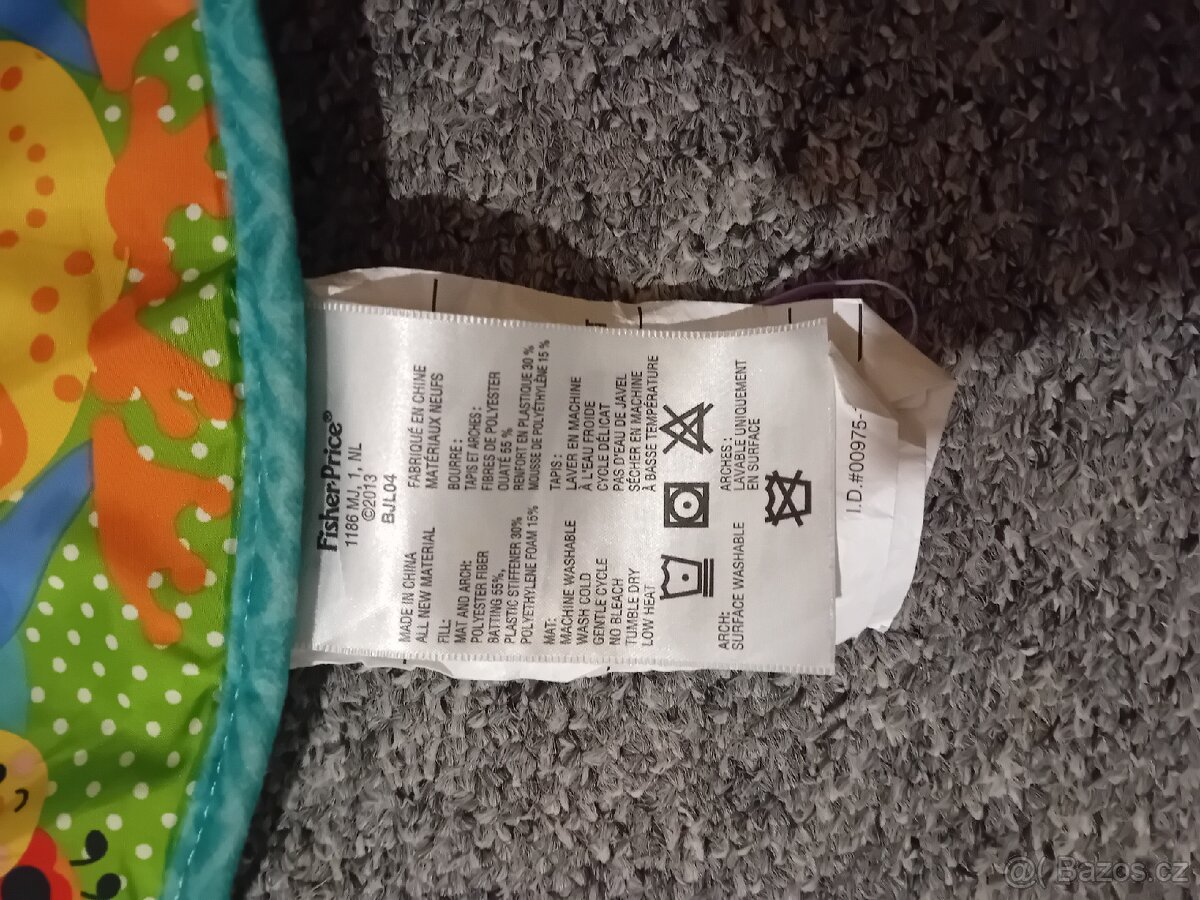 Fisher·Price®
1186 MJ, 1, NL
©2013
BJL04
MADE IN CHINA
ALL NEW MATERIAL
FILL:
MAT AND ARCH:
POLYESTER FIBER
BATTING 55%,
PLASTIC STIFFENER 30%
POLYETHYLENE FOAM 15%
MAT:
MACHINE WASHABLE
WASH COLD
GENTLE CYCLE
NO BLEACH
TUMBLE DRY
LOW HEAT
FABRIQUÉ EN CHINE
MATÉRIAUX NEUFS
BOURRE:
TAPIS ET ARCHES:
FIBRES DE POLYESTER
OUATÉ 55 %
RENFORT EN PLASTIQUE 30 %
MOUSSE DE POLYÉTHYLÈNE 15 %
TAPIS:
LAVER EN MACHINE
À L'EAU FROIDE
CYCLE DÉLICAT
PAS D'EAU DE JAVEL
SÉCHER EN MACHINE
À BASSE TEMPÉRATURE
ARCH:
SURFACE WASHABLE
ARCHES:
LAVABLE UNIQUEMENT
EN SURFACE
I.D.#00975-
@( Bazos.cz